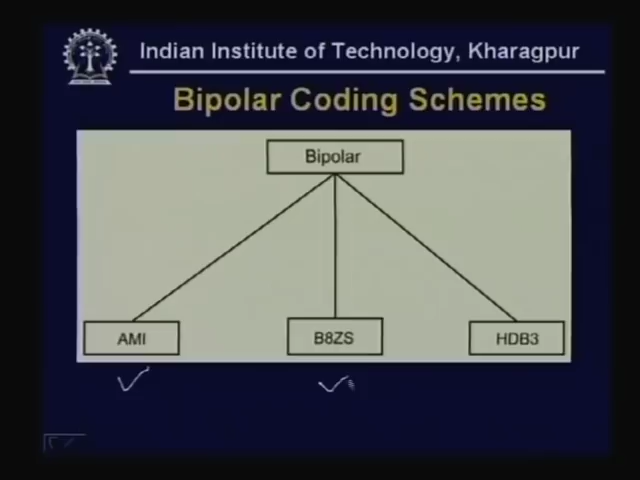 Indian Institute of Technology, Kharagpur
Bipolar Coding Schemes
Bipolar
AMI
B8ZS
HDB3